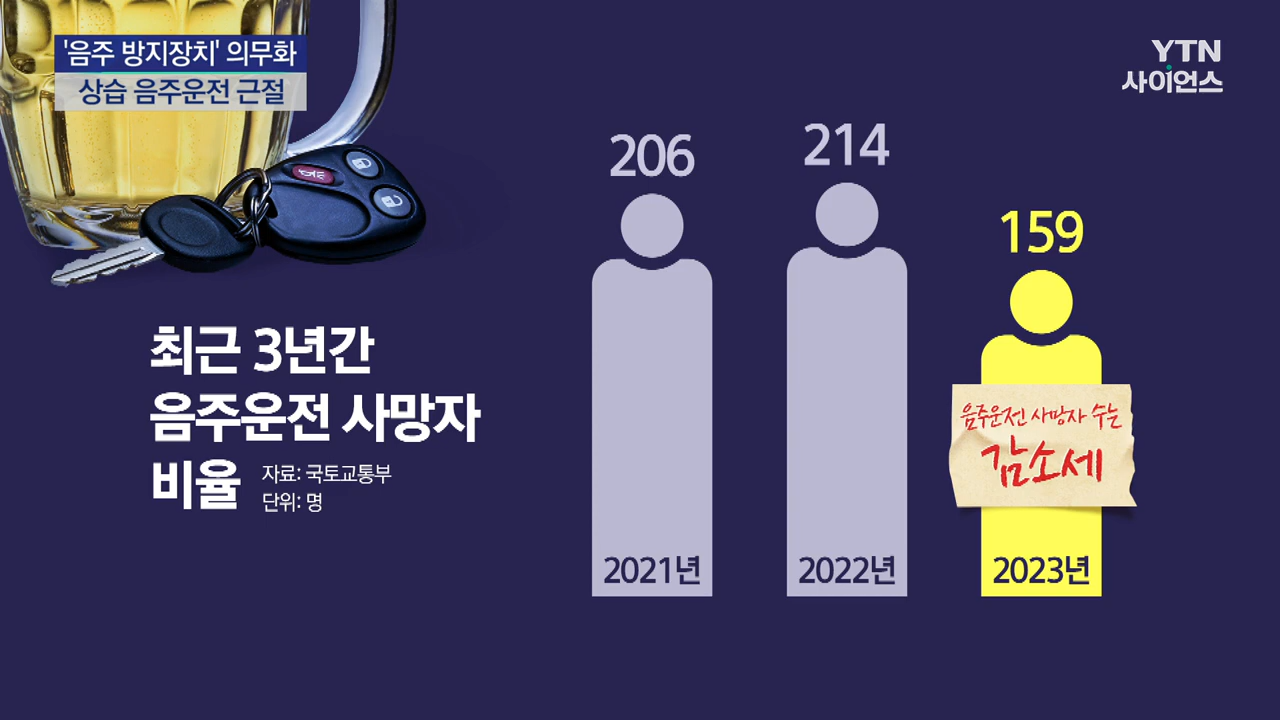 '음주 방지장치' 의무화
상습 음주운전 근절
YTN
사이언스
최근 3년간
음주운전 사망자
비율
자료: 국토교통부
단위: 명
206
214
159
음주운전 사망자 수는
감소세
2021년
2022년
2023년